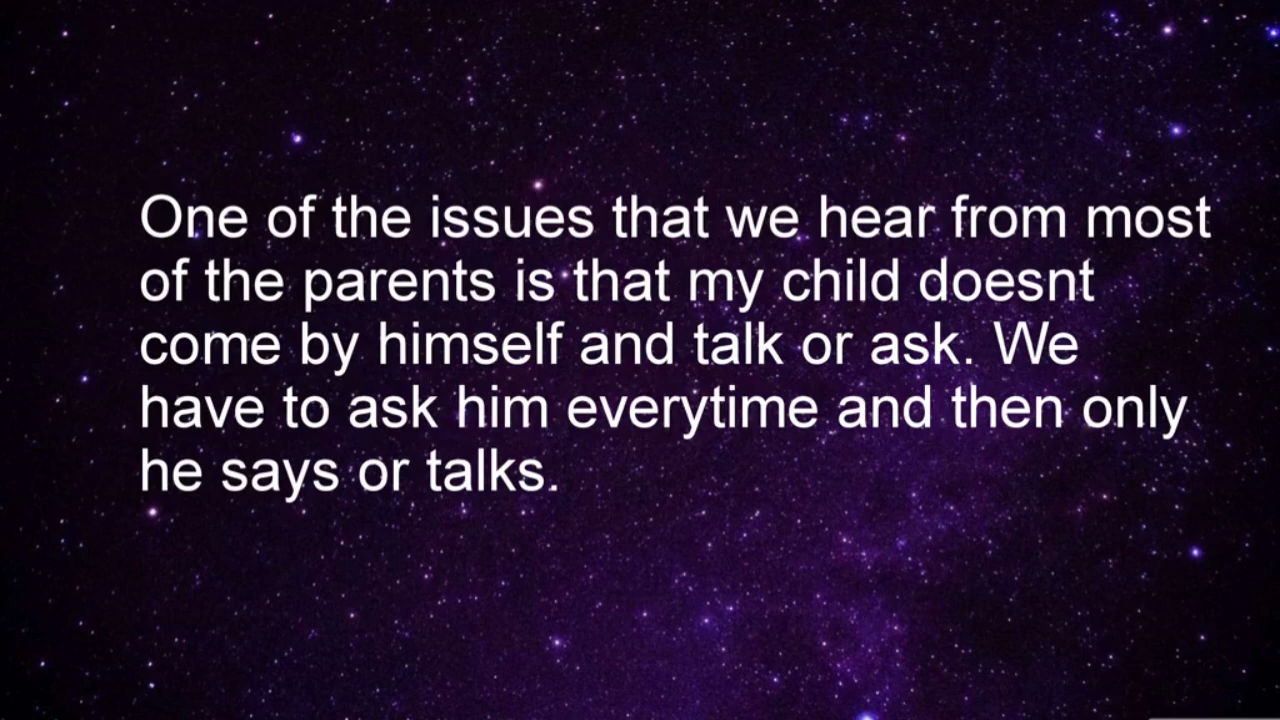 One of the issues that we hear from most
of the parents is that my child doesnt
come by himself and talk or ask. We
have to ask him everytime and then only
he says or talks.